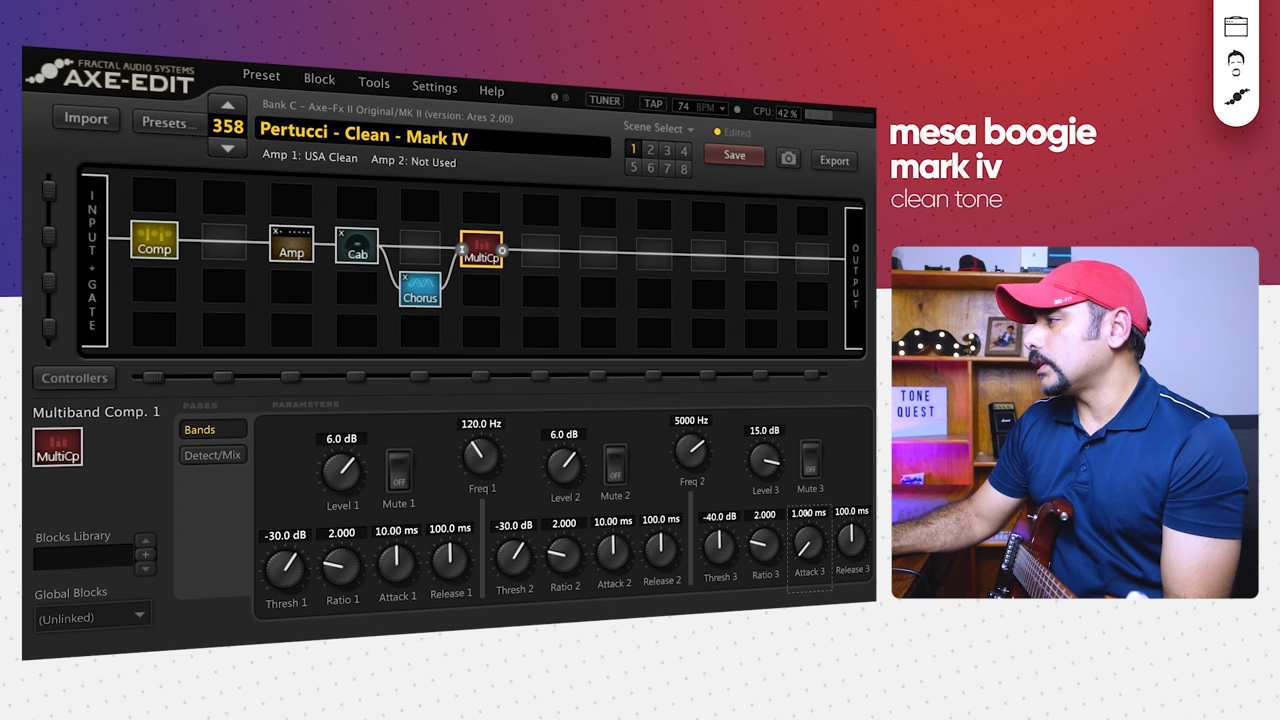 FRACTAL AUDIO SYSTEMS
AXE-EDIT
Preset Block Tools Settings Help
TUNER TAP 74 BPM CPU: 42 %
Import Presets... 358
Bank C - Axe-Fx II Original/MK II (version: Ares 2.00)
Pertucci - Clean - Mark IV
Amp 1: USA Clean Amp 2: Not Used
Scene Select Edited
1 2 3 4
5 6 7 8
Save Export
INPUT + GATE
Comp Amp Cab MultiCp
Chorus
OUTPUT
Controllers
Multiband Comp. 1
MultiCp
PAGES
Bands
Detect/Mix
PARAMETERS
6.0 dB 120.0 Hz 6.0 dB 5000 Hz 15.0 dB
OFF OFF OFF
Level 1 Mute 1 Freq 1 Level 2 Mute 2 Freq 2 Level 3 Mute 3
-30.0 dB 2.000 10.00 ms 100.0 ms -30.0 dB 2.000 10.00 ms 100.0 ms -40.0 dB 2.000 1.000 ms 100.0 ms
Thresh 1 Ratio 1 Attack 1 Release 1 Thresh 2 Ratio 2 Attack 2 Release 2 Thresh 3 Ratio 3 Attack 3 Release 3
Blocks Library
Global Blocks
(Unlinked)
mesa boogie
mark iv
clean tone
TONE
QUEST